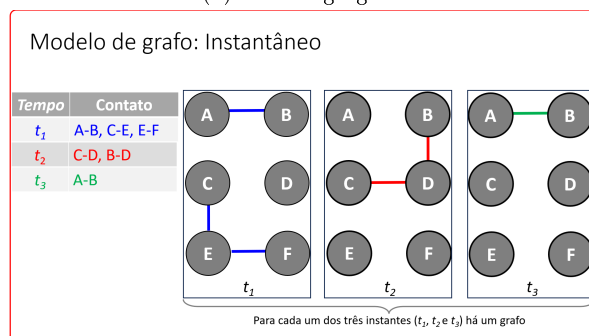 Modelo de grafo: Instantâneo
Tempo Contato
t1 A-B, C-E, E-F
t2 C-D, B-D
t3 A-B
A B
C D
E F
t1
A B
C D
E F
t2
A B
C D
E F
t3
Para cada um dos três instantes (t1, t2 e t3) há um grafo